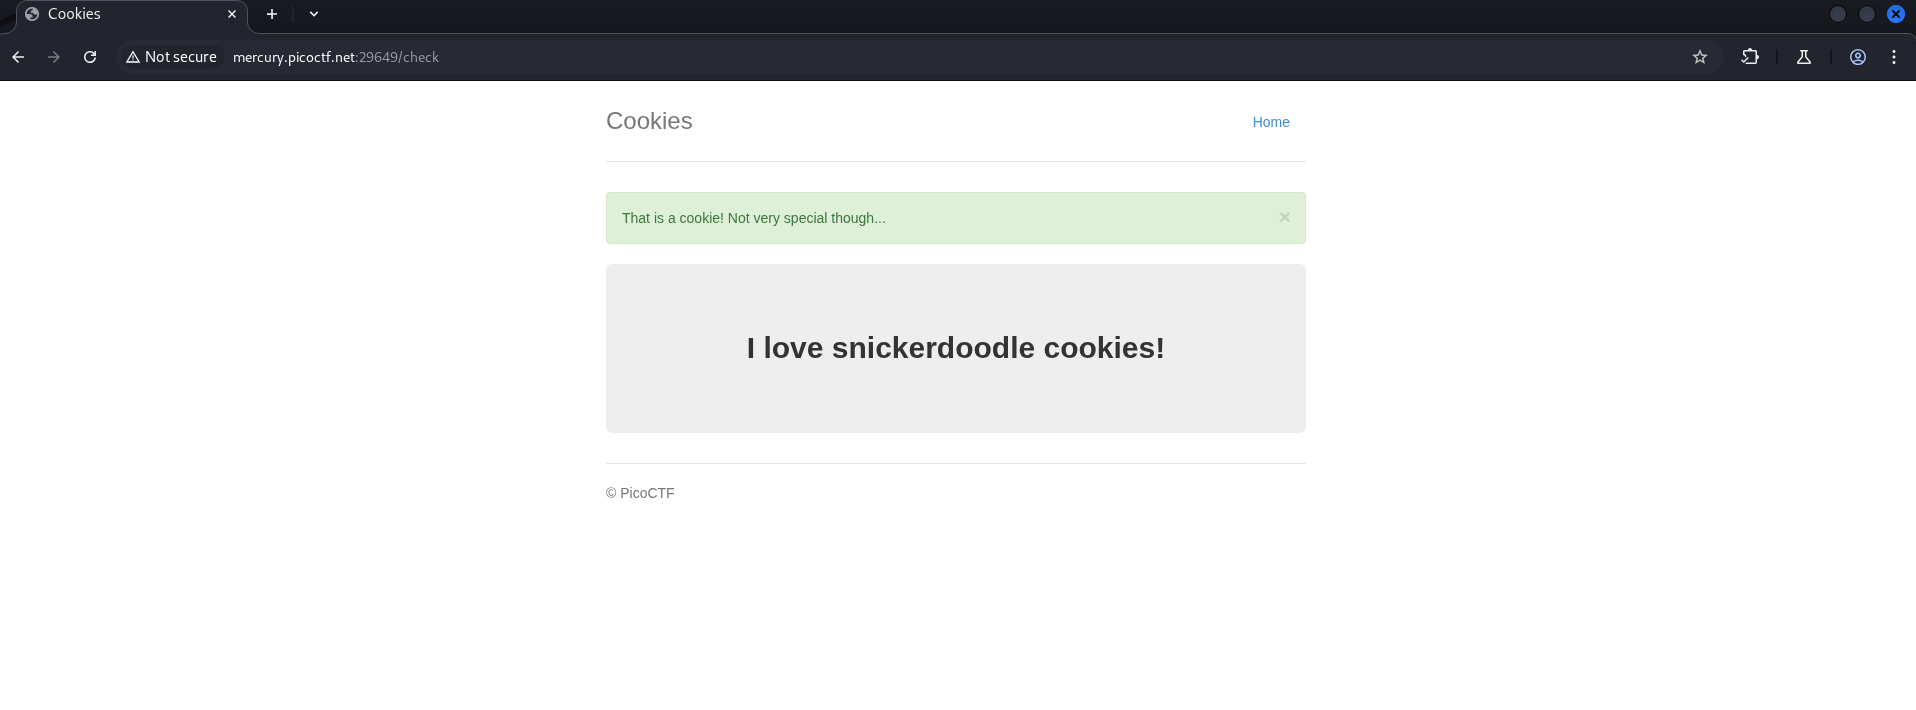 Cookies
Not secure mercury.picoctf.net:29649/check
Cookies
Home
That is a cookie! Not very special though...
×
I love snickerdoodle cookies!
© PicoCTF